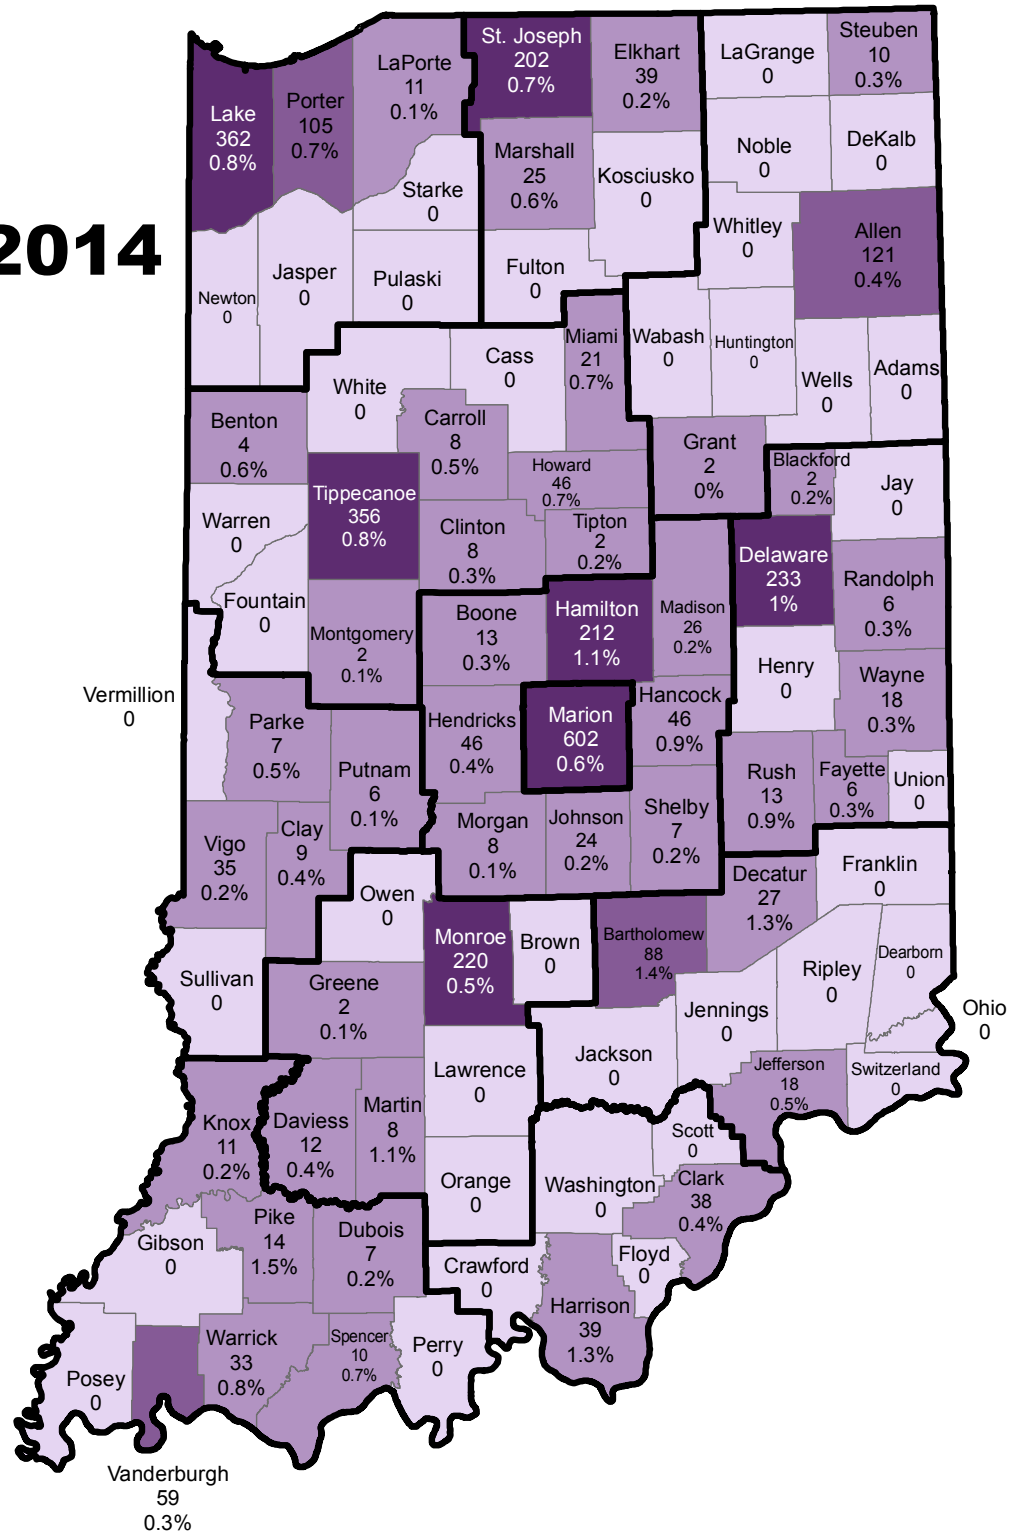 2014
St. Joseph
202
0.7%
Elkhart
39
0.2%
LaGrange
0
Steuben
10
0.3%
LaPorte
11
0.1%
Porter
105
0.7%
Lake
362
0.8%
Marshall
25
0.6%
Kosciusko
0
Noble
0
DeKalb
0
Starke
0
Whitley
0
Allen
121
0.4%
Newton
0
Jasper
0
Pulaski
0
Fulton
0
Miami
21
0.7%
Wabash
0
Huntington
0
Wells
0
Adams
0
White
0
Cass
0
Benton
4
0.6%
Carroll
8
0.5%
Howard
46
0.7%
Grant
2
0%
Blackford
2
0.2%
Jay
0
Warren
0
Tippecanoe
356
0.8%
Clinton
8
0.3%
Tipton
2
0.2%
Delaware
233
1%
Randolph
6
0.3%
Fountain
0
Montgomery
2
0.1%
Boone
13
0.3%
Hamilton
212
1.1%
Madison
26
0.2%
Henry
0
Wayne
18
0.3%
Vermillion
0
Parke
7
0.5%
Putnam
6
0.1%
Hendricks
46
0.4%
Marion
602
0.6%
Hancock
46
0.9%
Rush
13
0.9%
Fayette
6
0.3%
Union
0
Vigo
35
0.2%
Clay
9
0.4%
Morgan
8
0.1%
Johnson
24
0.2%
Shelby
7
0.2%
Decatur
27
1.3%
Franklin
0
Owen
0
Monroe
220
0.5%
Brown
0
Bartholomew
88
1.4%
Ripley
0
Dearborn
0
Sullivan
0
Greene
2
0.1%
Jennings
0
Ohio
0
Jackson
0
Lawrence
0
Jefferson
18
0.5%
Switzerland
0
Knox
11
0.2%
Daviess
12
0.4%
Martin
8
1.1%
Scott
0
Orange
0
Washington
0
Clark
38
0.4%
Gibson
0
Pike
14
1.5%
Dubois
7
0.2%
Crawford
0
Floyd
0
Harrison
39
1.3%
Posey
0
Warrick
33
0.8%
Spencer
10
0.7%
Perry
0
Vanderburgh
59
0.3%